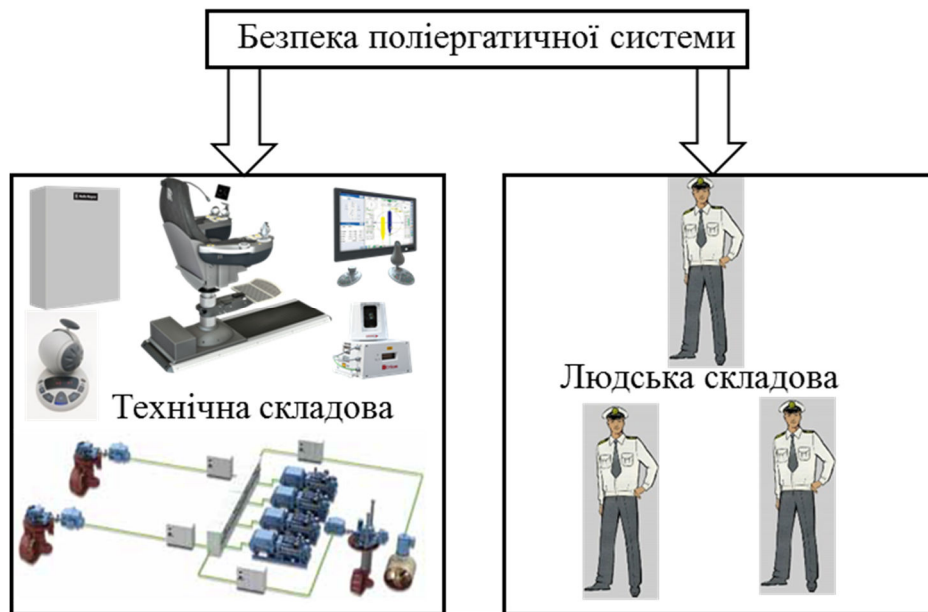 Безпека поліергатичної системи
Технічна складова
Людська складова